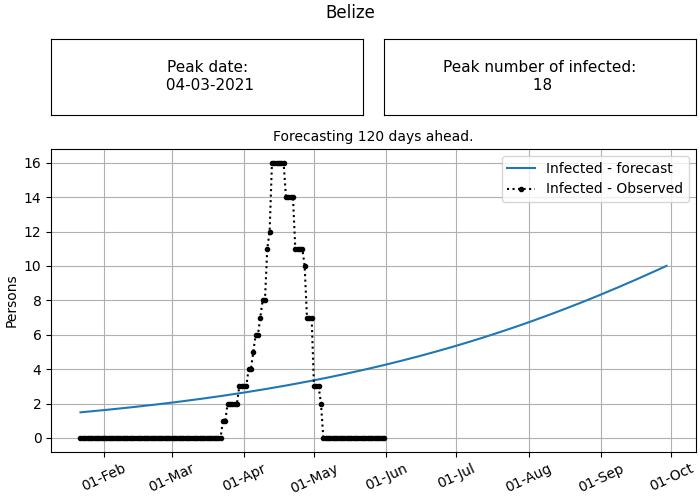 Belize
Peak date:
04-03-2021
Peak number of infected:
18
Forecasting 120 days ahead.
Infected - forecast
Infected - Observed
Persons
16
14
12
10
8
6
4
2
0
01-Feb
01-Mar
01-Apr
01-May
01-Jun
01-Jul
01-Aug
01-Sep
01-Oct